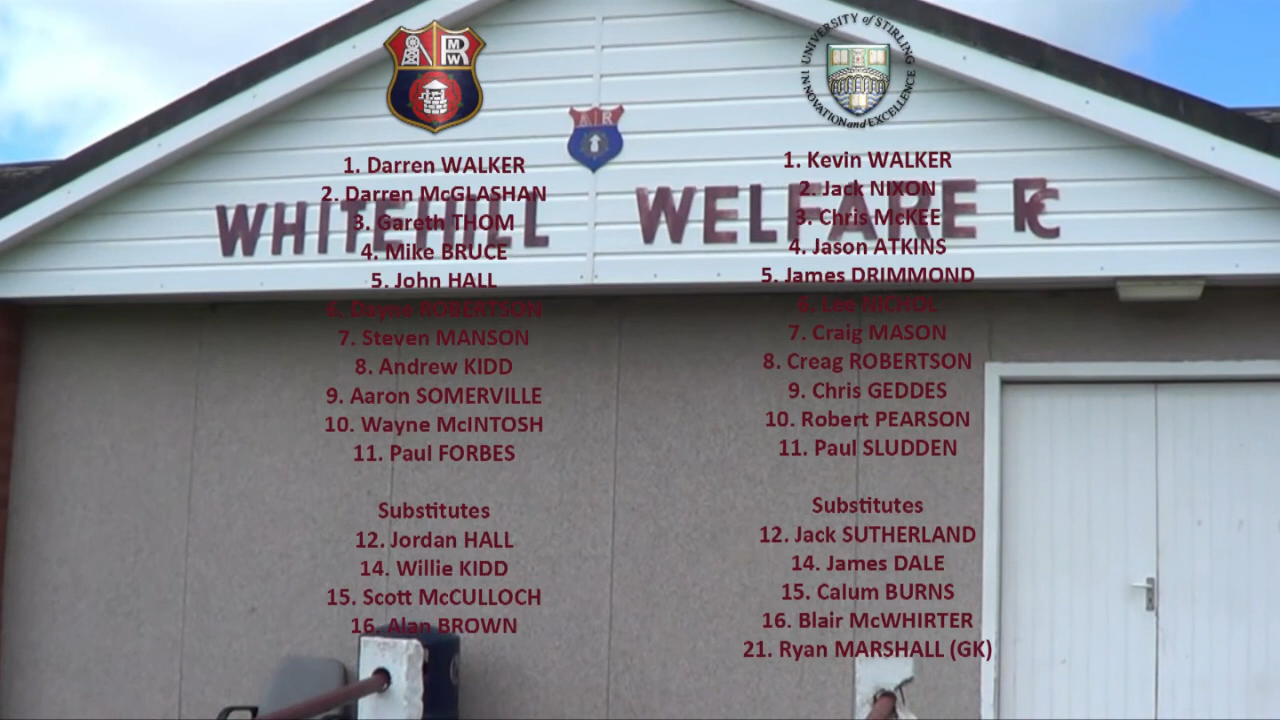 UNIVERSITY of STIRLING
INNOVATION and EXCELLENCE
WHITEHILL WELFARE FC
1. Darren WALKER
2. Darren McGLASHAN
3. Gareth THOM
4. Mike BRUCE
5. John HALL
6. Dayne ROBERTSON
7. Steven MANSON
8. Andrew KIDD
9. Aaron SOMERVILLE
10. Wayne McINTOSH
11. Paul FORBES
Substitutes
12. Jordan HALL
14. Willie KIDD
15. Scott McCULLOCH
16. Alan BROWN
1. Kevin WALKER
2. Jack NIXON
3. Chris McKEE
4. Jason ATKINS
5. James DRIMMOND
6. Lee NICHOL
7. Craig MASON
8. Creag ROBERTSON
9. Chris GEDDES
10. Robert PEARSON
11. Paul SLUDDEN
Substitutes
12. Jack SUTHERLAND
14. James DALE
15. Calum BURNS
16. Blair McWHIRTER
21. Ryan MARSHALL (GK)